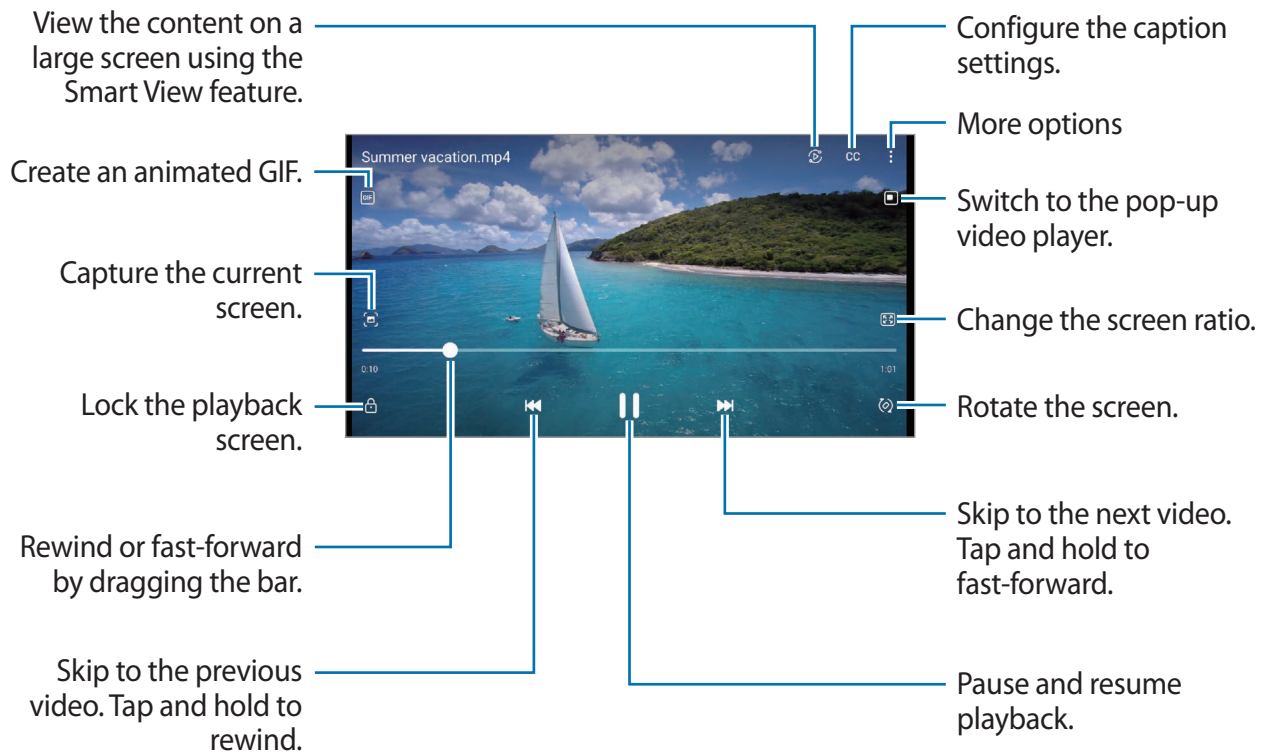 View the content on a
large screen using the
Smart View feature.
Configure the caption
settings.
More options
Summer vacation.mp4
CC
Create an animated GIF.
GIF
Switch to the pop-up
video player.
Capture the current
screen.
Change the screen ratio.
0:10
1:01
Lock the playback
screen.
Rotate the screen.
Rewind or fast-forward
by dragging the bar.
Skip to the next video.
Tap and hold to
fast-forward.
Skip to the previous
video. Tap and hold to
rewind.
Pause and resume
playback.